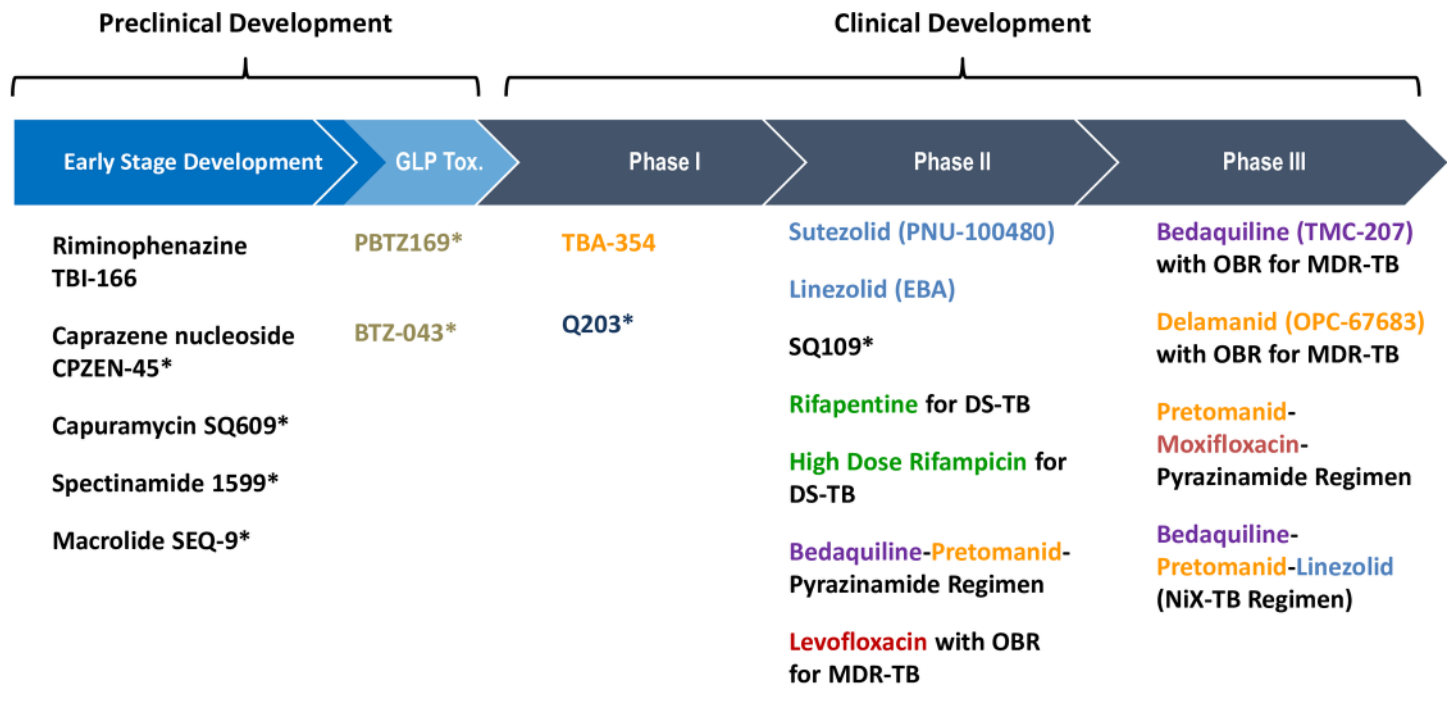 Preclinical Development
Clinical Development
Early Stage Development
GLP Tox.
Phase I
Phase II
Phase III
Riminophenazine
TBI-166
Caprazene nucleoside
CPZEN-45*
Capuramycin SQ609*
Spectinamide 1599*
Macrolide SEQ-9*
PBTZ169*
BTZ-043*
TBA-354
Q203*
Sutezolid (PNU-100480)
Linezolid (EBA)
SQ109*
Rifapentine for DS-TB
High Dose Rifampicin for
DS-TB
Bedaquiline-Pretomanid-
Pyrazinamide Regimen
Levofloxacin with OBR
for MDR-TB
Bedaquiline (TMC-207)
with OBR for MDR-TB
Delamanid (OPC-67683)
with OBR for MDR-TB
Pretomanid-
Moxifloxacin-
Pyrazinamide Regimen
Bedaquiline-
Pretomanid-Linezolid
(NiX-TB Regimen)